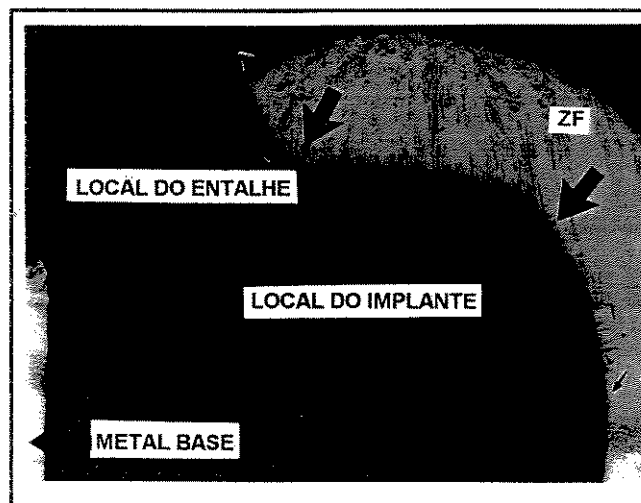 ZF
LOCAL DO ENTALHE
LOCAL DO IMPLANTE
METAL BASE